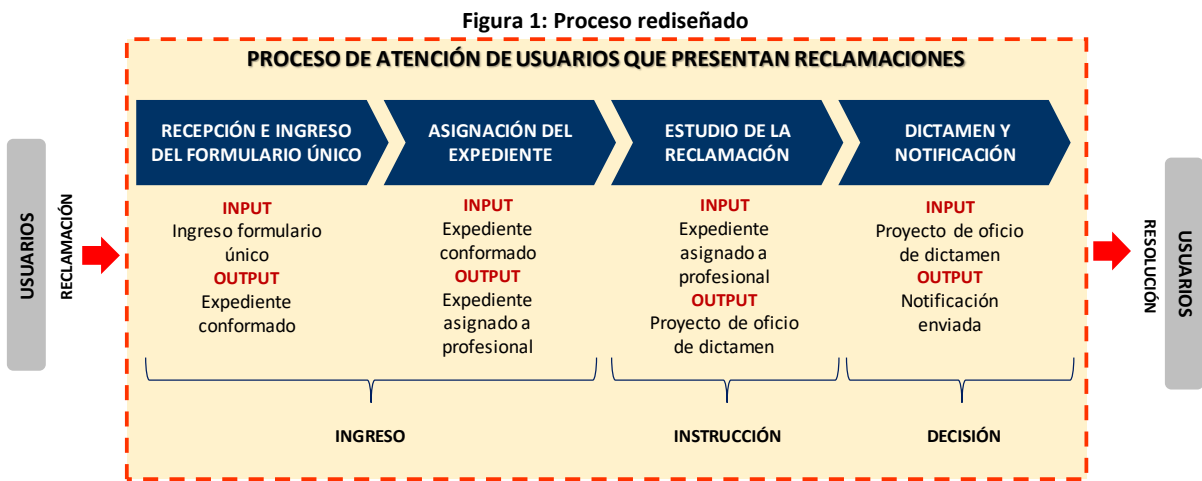 Figura 1: Proceso rediseñado
PROCESO DE ATENCIÓN DE USUARIOS QUE PRESENTAN RECLAMACIONES
USUARIOS
RECLAMACIÓN
RECEPCIÓN E INGRESO
DEL FORMULARIO ÚNICO
INPUT
Ingreso formulario
único
OUTPUT
Expediente
conformado
ASIGNACIÓN DEL
EXPEDIENTE
INPUT
Expediente
conformado
OUTPUT
Expediente
asignado a
profesional
ESTUDIO DE LA
RECLAMACIÓN
INPUT
Expediente
asignado a
profesional
OUTPUT
Proyecto de oficio
de dictamen
DICTAMEN Y
NOTIFICACIÓN
INPUT
Proyecto de oficio
de dictamen
OUTPUT
Notificación
enviada
INGRESO
INSTRUCCIÓN
DECISIÓN
RESOLUCIÓN
USUARIOS